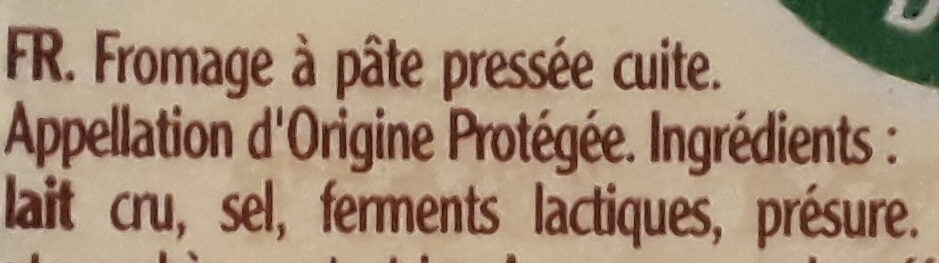 FR. Fromage à pâte pressée cuite.
Appellation d'Origine Protégée. Ingrédients :
lait cru, sel, ferments lactiques, présure.